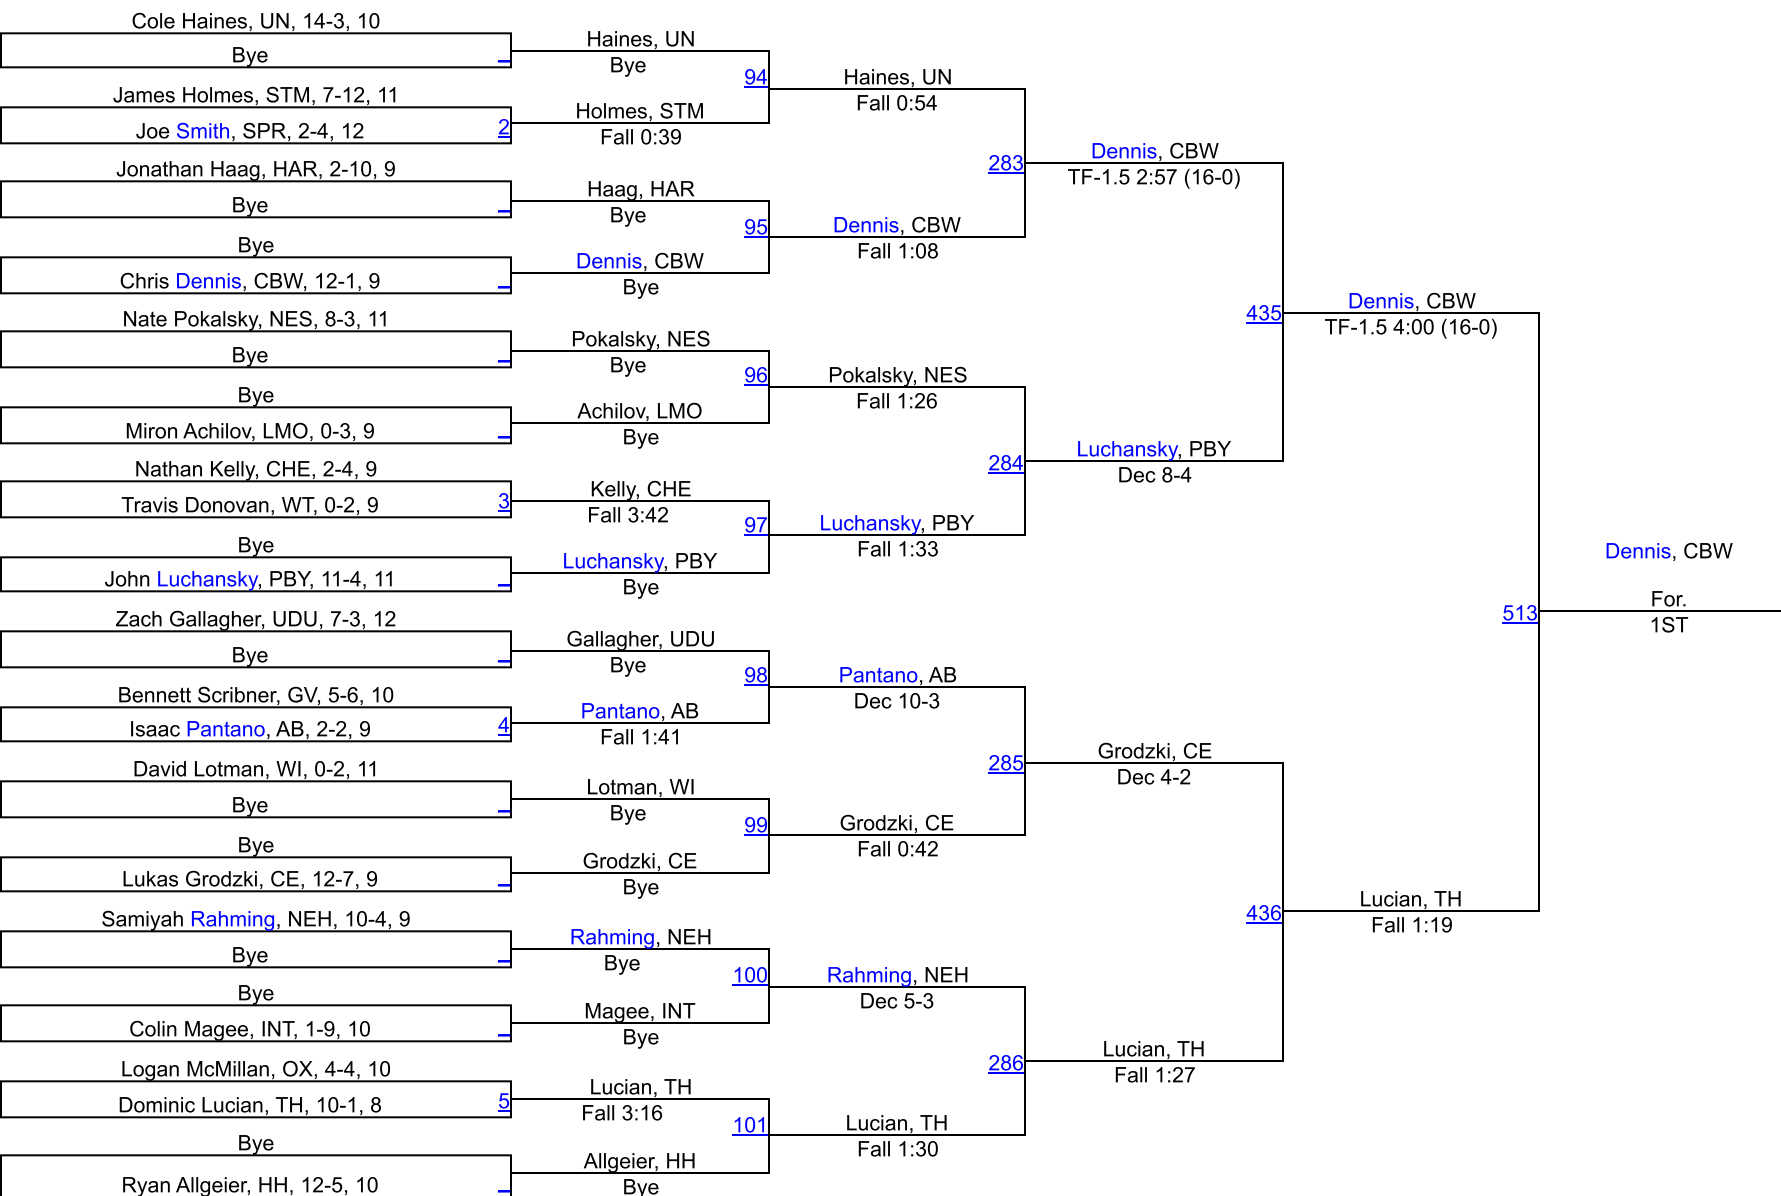 Cole Haines, UN, 14-3, 10
Bye
James Holmes, STM, 7-12, 11
Joe Smith, SPR, 2-4, 12
2
Jonathan Haag, HAR, 2-10, 9
Bye
Bye
Chris Dennis, CBW, 12-1, 9
Nate Pokalsky, NES, 8-3, 11
Bye
Bye
Miron Achilov, LMO, 0-3, 9
Nathan Kelly, CHE, 2-4, 9
Travis Donovan, WT, 0-2, 9
3
Bye
John Luchansky, PBY, 11-4, 11
Zach Gallagher, UDU, 7-3, 12
Bye
Bennett Scribner, GV, 5-6, 10
Isaac Pantano, AB, 2-2, 9
4
David Lotman, WI, 0-2, 11
Bye
Bye
Lukas Grodzki, CE, 12-7, 9
Samiyah Rahming, NEH, 10-4, 9
Bye
Bye
Colin Magee, INT, 1-9, 10
Logan McMillan, OX, 4-4, 10
Dominic Lucian, TH, 10-1, 8
5
Bye
Ryan Allgeier, HH, 12-5, 10
Haines, UN
Bye
94
Holmes, STM
Fall 0:39
Haag, HAR
Bye
95
Dennis, CBW
Bye
Pokalsky, NES
Bye
96
Achilov, LMO
Bye
Kelly, CHE
Fall 3:42
97
Luchansky, PBY
Bye
Gallagher, UDU
Bye
98
Pantano, AB
Fall 1:41
Lotman, WI
Bye
99
Grodzki, CE
Bye
Rahming, NEH
Bye
100
Magee, INT
Bye
Lucian, TH
Fall 3:16
101
Allgeier, HH
Bye
Haines, UN
Fall 0:54
283
Dennis, CBW
Fall 1:08
Pokalsky, NES
Fall 1:26
284
Luchansky, PBY
Fall 1:33
Pantano, AB
Dec 10-3
285
Grodzki, CE
Fall 0:42
Rahming, NEH
Dec 5-3
286
Lucian, TH
Fall 1:30
Dennis, CBW
TF-1.5 2:57 (16-0)
435
Luchansky, PBY
Dec 8-4
Grodzki, CE
Dec 4-2
436
Lucian, TH
Fall 1:27
Dennis, CBW
TF-1.5 4:00 (16-0)
513
Lucian, TH
Fall 1:19
Dennis, CBW
For.
1ST